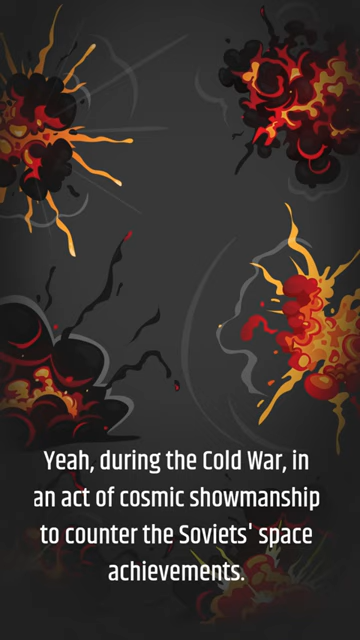 Yeah, during the Cold War, in
an act of cosmic showmanship
to counter the Soviets' space
achievements.